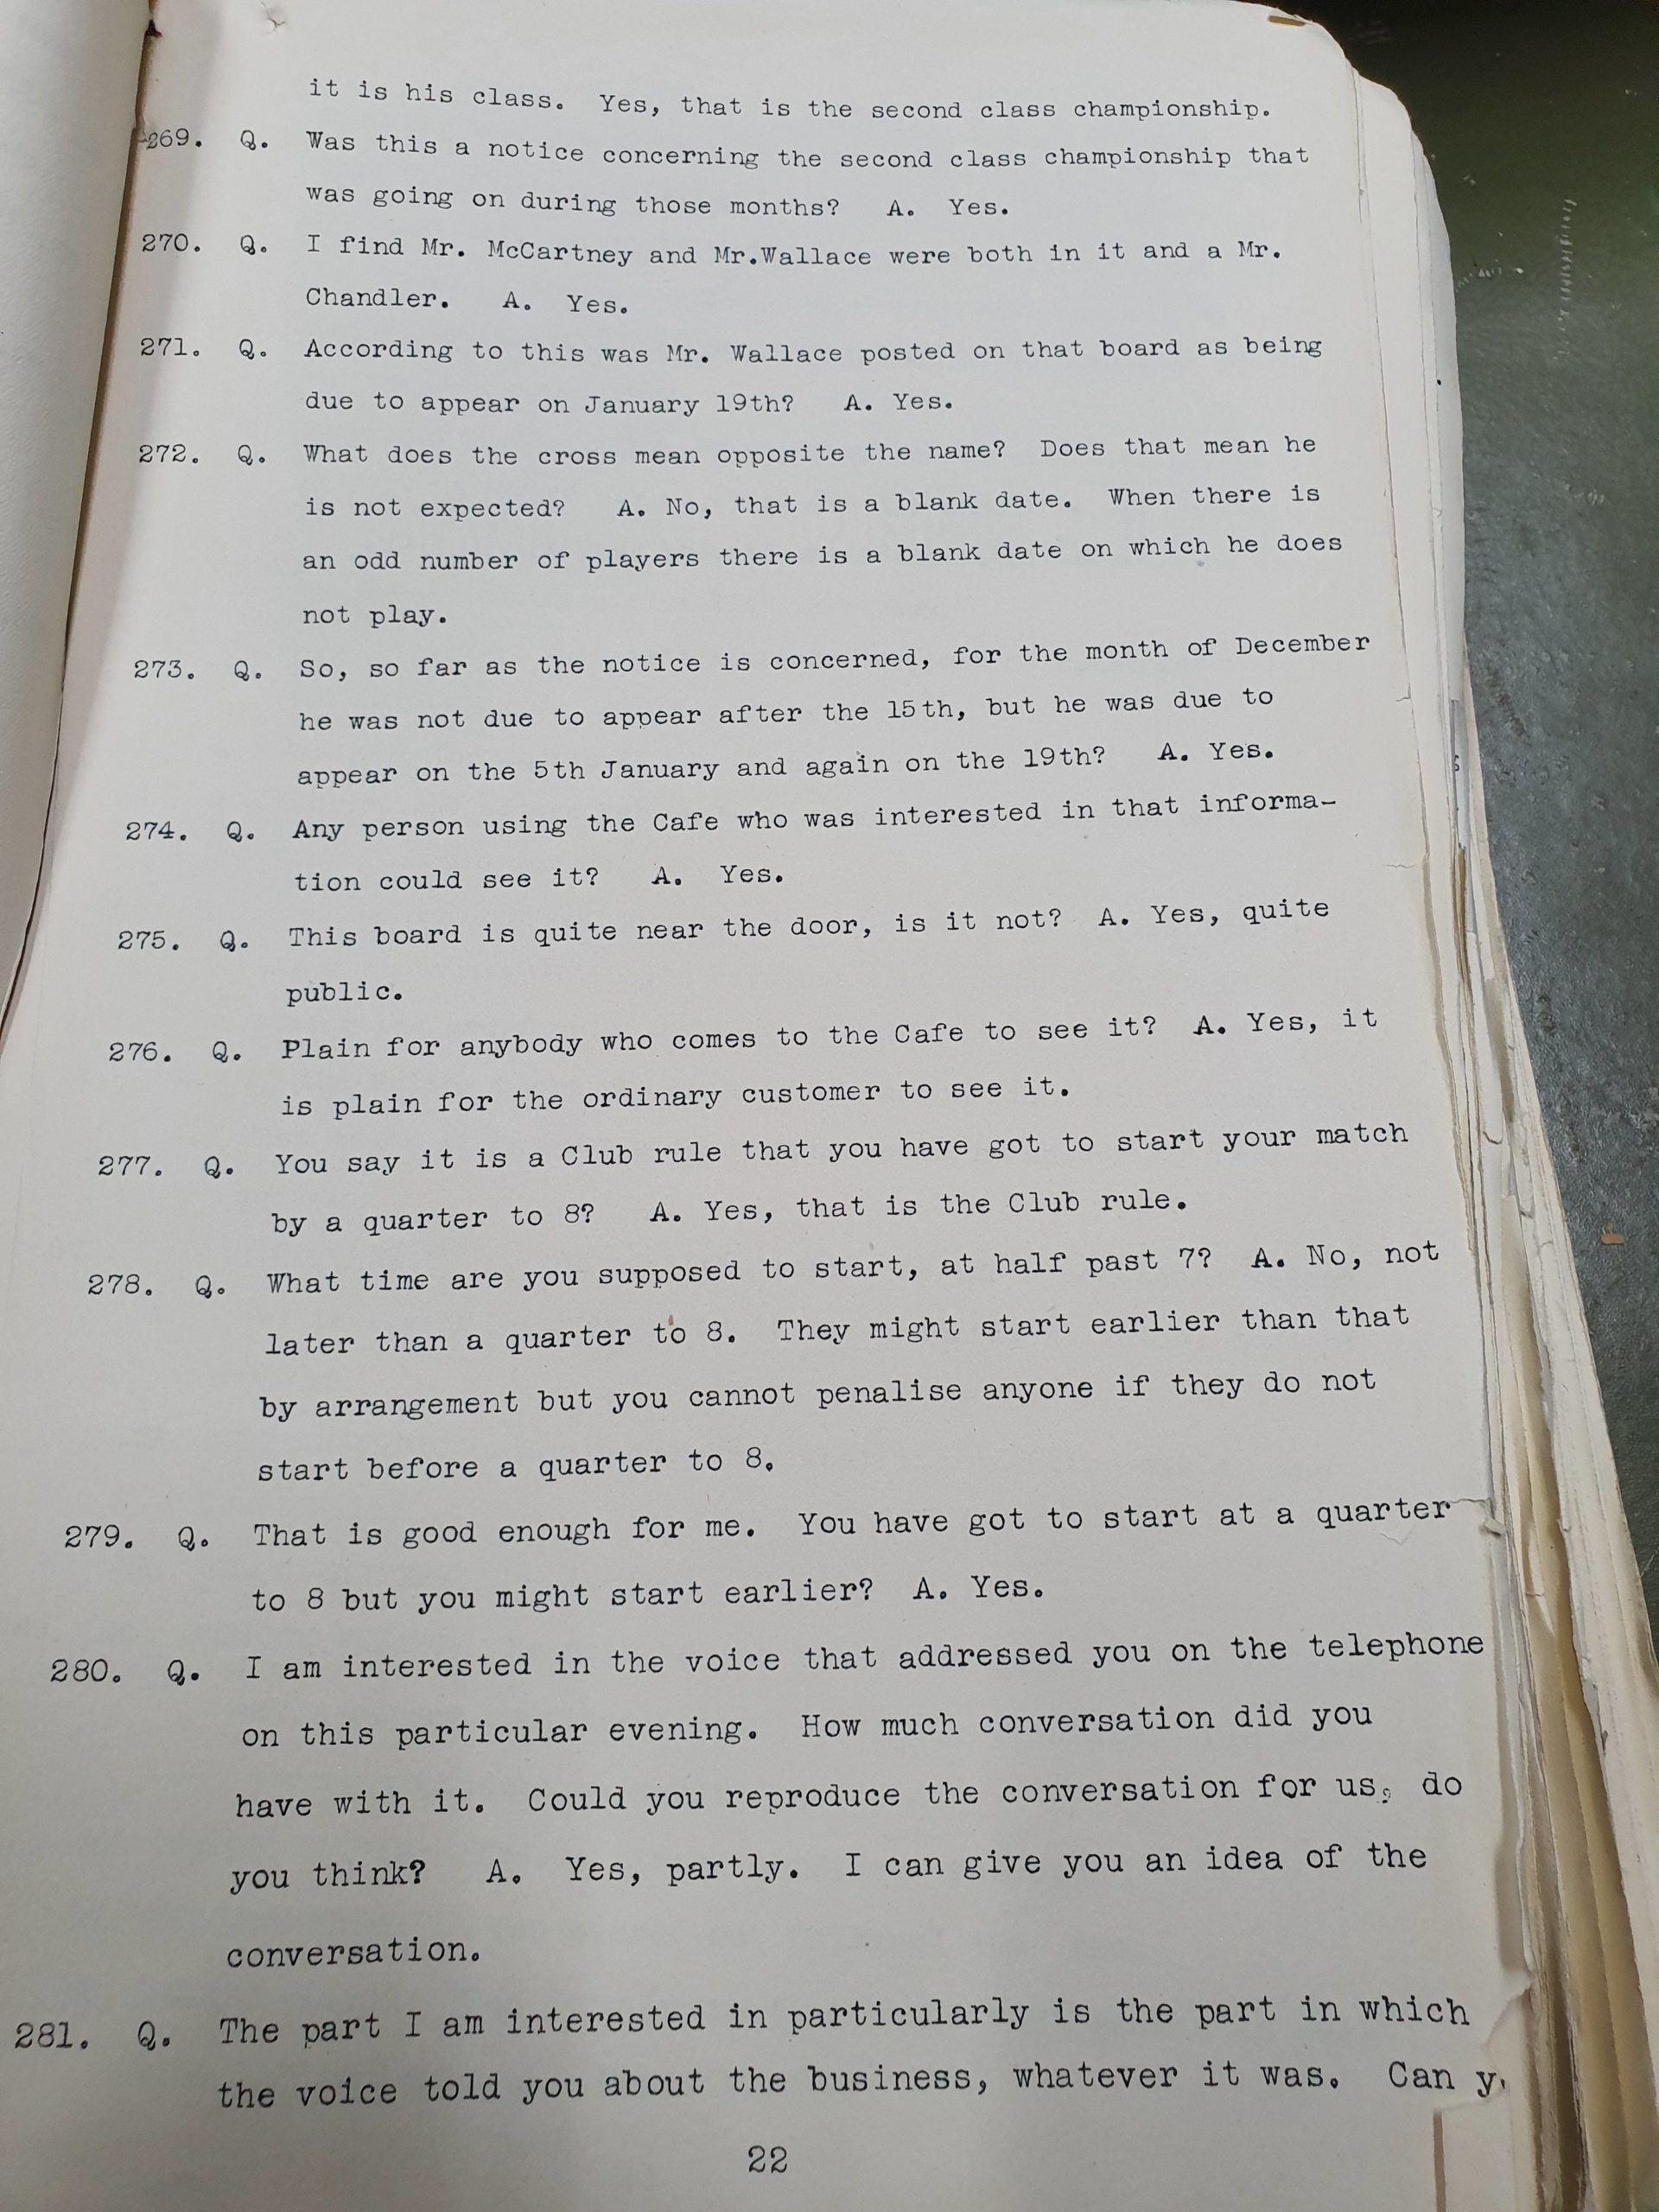 it is his class. Yes, that is the second class championship.
269. Q. Was this a notice concerning the second class championship that
was going on during those months? A. Yes.
270. Q. I find Mr. McCartney and Mr.Wallace were both in it and a Mr.
Chandler. A. Yes.
271. Q. According to this was Mr. Wallace posted on that board as being
due to appear on January 19th? A. Yes.
272. Q. What does the cross mean opposite the name? Does that mean he
is not expected? A. No, that is a blank date. When there is
an odd number of players there is a blank date on which he does
not play.
273. Q. So, so far as the notice is concerned, for the month of December
he was not due to appear after the 15th, but he was due to
appear on the 5th January and again on the 19th? A. Yes.
274. Q. Any person using the Cafe who was interested in that informa-
tion could see it? A. Yes.
275. Q. This board is quite near the door, is it not? A. Yes, quite
public.
276. Q. Plain for anybody who comes to the Cafe to see it? A. Yes, it
is plain for the ordinary customer to see it.
277. Q. You say it is a Club rule that you have got to start your match
by a quarter to 8? A. Yes, that is the Club rule.
278. Q. What time are you supposed to start, at half past 7? A. No, not
later than a quarter to 8. They might start earlier than that
by arrangement but you cannot penalise anyone if they do not
start before a quarter to 8.
279. Q. That is good enough for me. You have got to start at a quarter
to 8 but you might start earlier? A. Yes.
280. Q. I am interested in the voice that addressed you on the telephone
on this particular evening. How much conversation did you
have with it. Could you reproduce the conversation for us, do
you think? A. Yes, partly. I can give you an idea of the
conversation.
281. Q. The part I am interested in particularly is the part in which
the voice told you about the business, whatever it was. Can
22